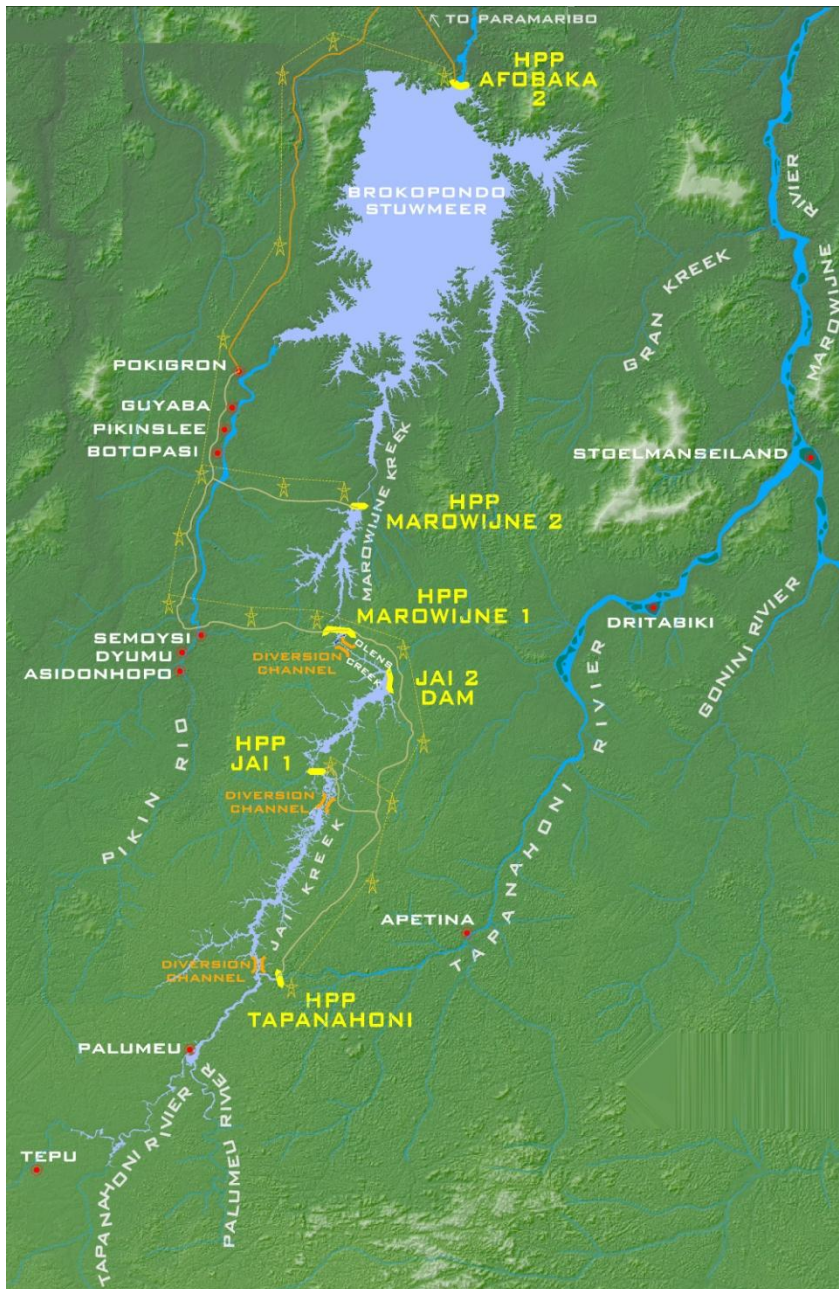 TO PARAMARIBO
HPP
AFOBAKA
2
BROKOPONDO
STUWMEER
MAROWIJNE
RIVIER
GRAN KREEK
POKIGRON
GUYABA
PIKINSLEE
BOTOPASI
STOELMANSEILAND
MAROWIJNE KREEK
HPP
MAROWIJNE 2
HPP
MAROWIJNE 1
DRITABIKI
GONINI RIVIER
SEMOYSI
DYUMU
ASIDONHOPO
DIVERSION
CHANNEL
OLENS
CREEK
JAI 2
DAM
HPP
JAI 1
DIVERSION
CHANNEL
PIKIN RIO
JAI KREEK
TAPANAHONI RIVIER
APETINA
DIVERSION
CHANNEL
HPP
TAPANAHONI
PALUMEU
TEPU
TAPANAHONI RIVIER
PALUMEU RIVIER